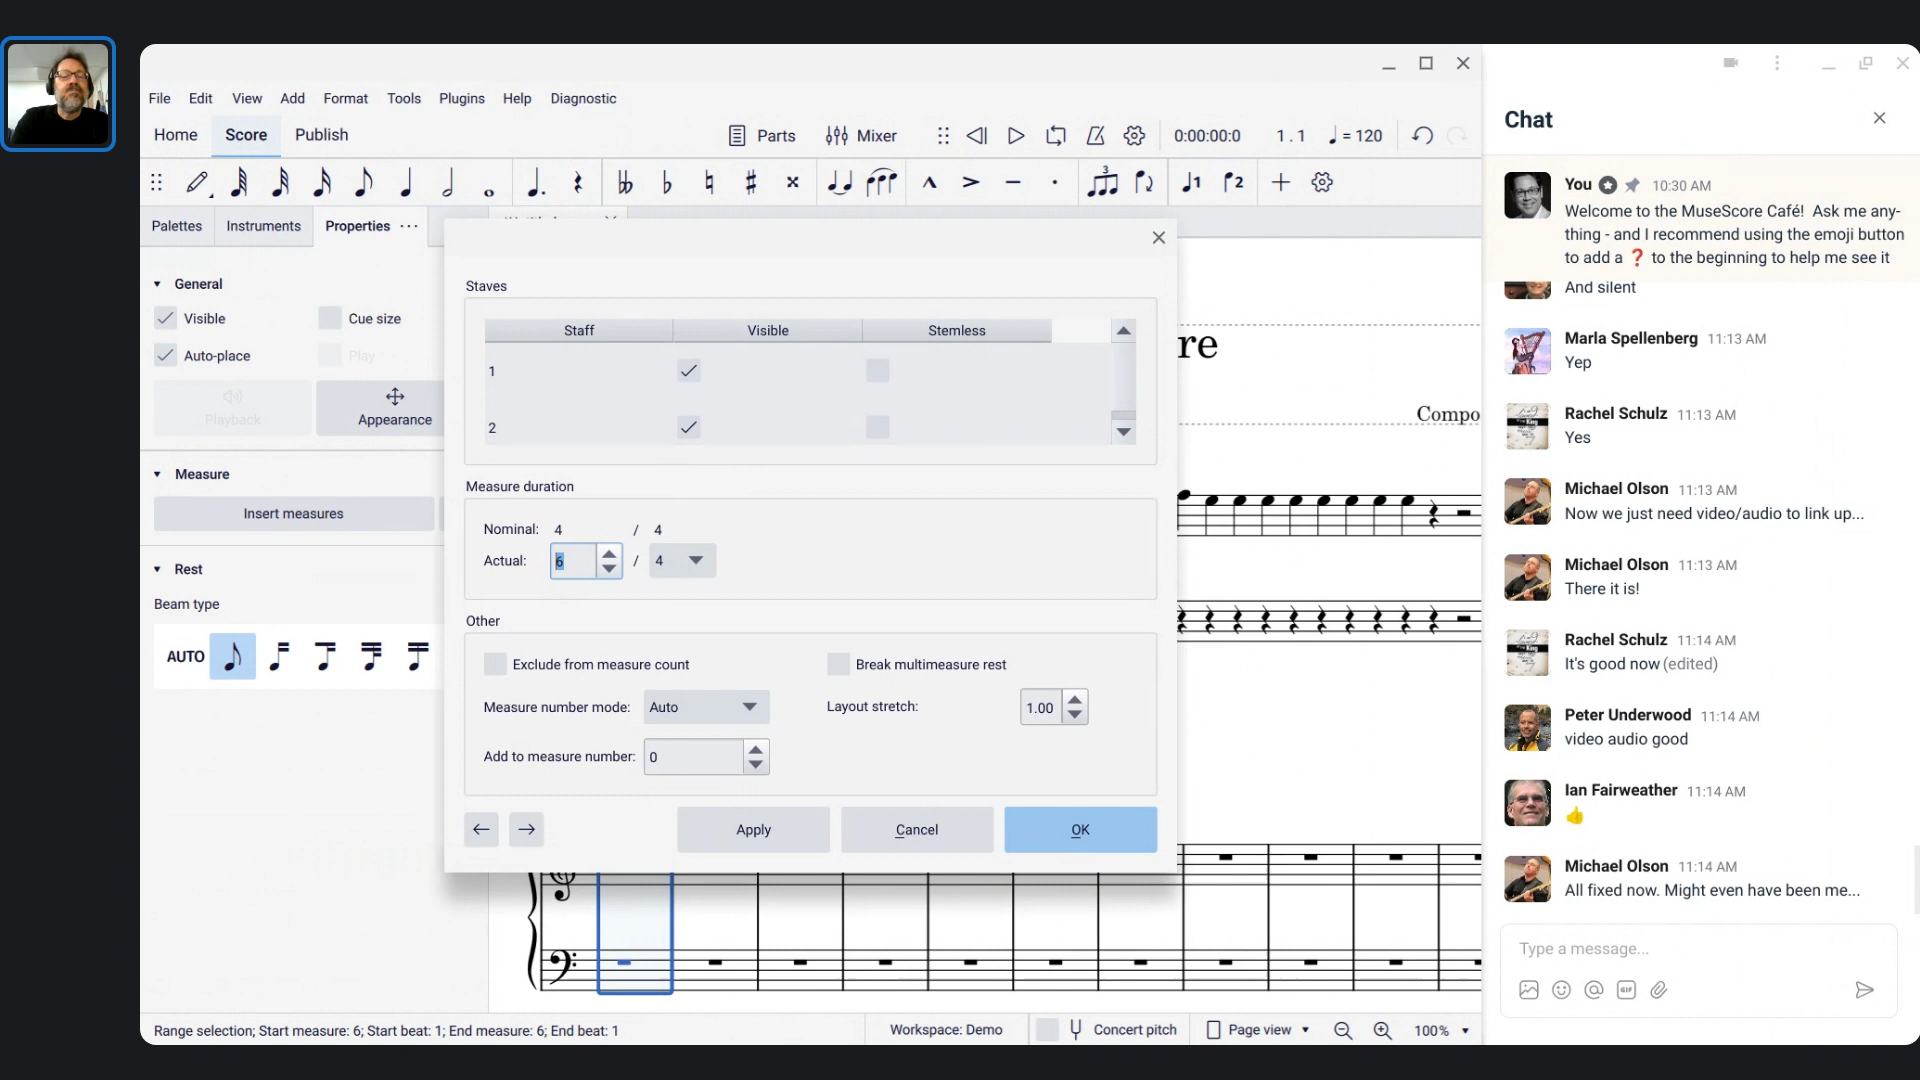 File Edit View Add Format Tools Plugins Help Diagnostic
Home Score Publish Parts Mixer 0:00:00:0 1 . 1 = 120
3 1 2
Palettes Instruments Properties
General
Visible Cue size
Auto-place Play
Playback Appearance
Measure
Insert measures
Rest
Beam type
AUTO
Staves
Staff Visible Stemless
1
2
Measure duration
Nominal: 4 / 4
Actual: 6 / 4
Other
Exclude from measure count Break multimeasure rest
Measure number mode: Auto Layout stretch: 1.00
Add to measure number: 0
Apply Cancel OK
re
Compo
Range selection; Start measure: 6; Start beat: 1; End measure: 6; End beat: 1 Workspace: Demo Concert pitch Page view 100%
Chat
You 10:30 AM
Welcome to the MuseScore Café! Ask me any-
thing - and I recommend using the emoji button
to add a ❓ to the beginning to help me see it
And silent
Marla Spellenberg 11:13 AM
Yep
Rachel Schulz 11:13 AM
Yes
Michael Olson 11:13 AM
Now we just need video/audio to link up...
Michael Olson 11:13 AM
There it is!
Rachel Schulz 11:14 AM
It's good now (edited)
Peter Underwood 11:14 AM
video audio good
Ian Fairweather 11:14 AM
👍
Michael Olson 11:14 AM
All fixed now. Might even have been me...
Type a message...
GIF